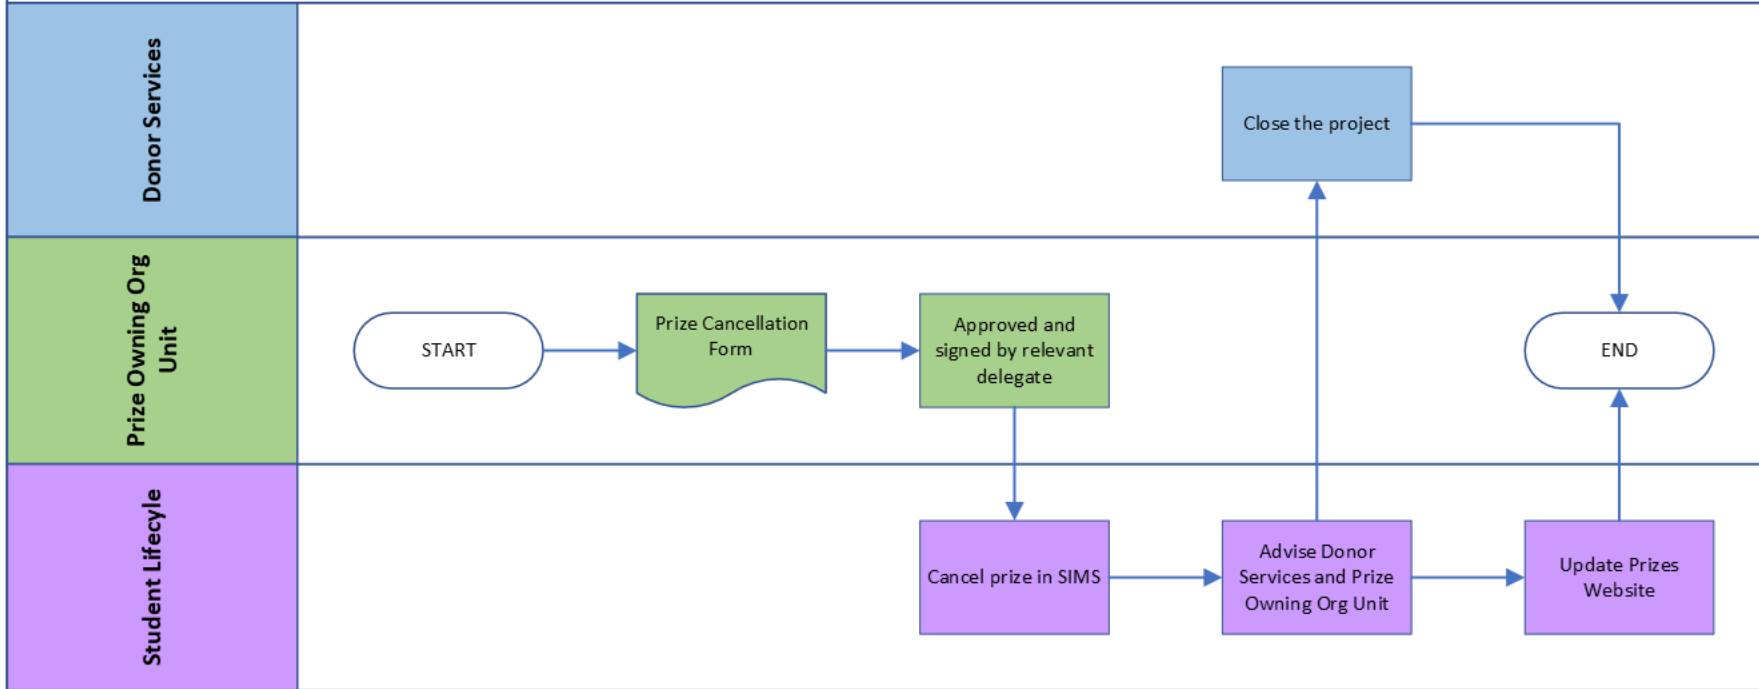 Donor Services
Close the project
Prize Owning Org
Unit
START
Prize Cancellation
Form
Approved and
signed by relevant
delegate
END
Student Lifecyle
Cancel prize in SIMS
Advise Donor
Services and Prize
Owning Org Unit
Update Prizes
Website